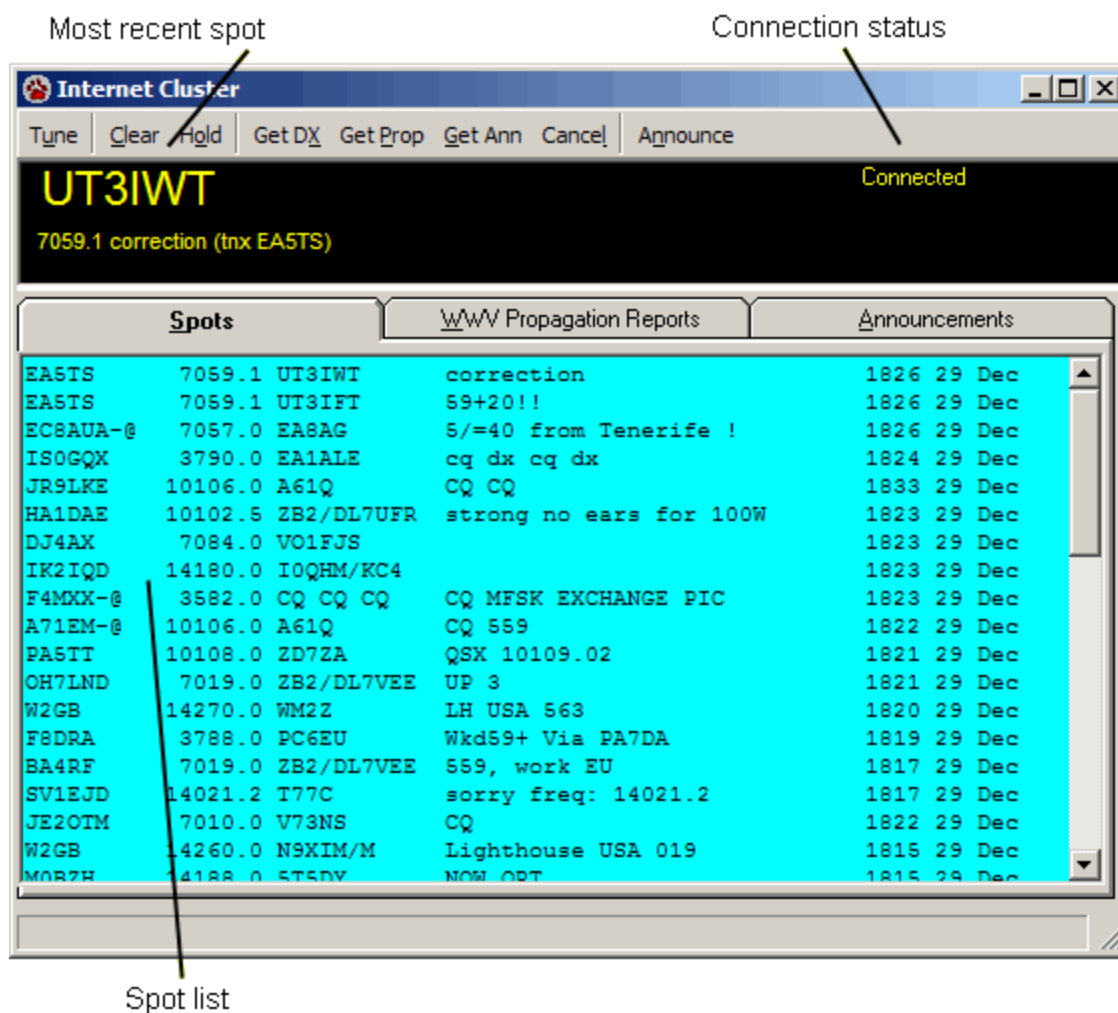 Most recent spot
Connection status
Internet Cluster
Tune Clear Hold Get DX Get Prop Get Ann Cancel Announce
UT3IWT
Connected
7059.1 correction (tnx EA5TS)
Spots WWV Propagation Reports Announcements
EA5TS 7059.1 UT3IWT correction 1826 29 Dec
EA5TS 7059.1 UT3IFT 59+20!! 1826 29 Dec
EC8AUA-@ 7057.0 EA8AG 5/=40 from Tenerife ! 1826 29 Dec
IS0GQX 3790.0 EA1ALE cq dx cq dx 1824 29 Dec
JR9LKE 10106.0 A61Q CQ CQ 1833 29 Dec
HA1DAE 10102.5 ZB2/DL7UFR strong no ears for 100W 1823 29 Dec
DJ4AX 7084.0 VO1FJS 1823 29 Dec
IK2IQD 14180.0 I0QHM/KC4 1823 29 Dec
F4MXX-@ 3582.0 CQ CQ CQ CQ MFSK EXCHANGE PIC 1823 29 Dec
A71EM-@ 10106.0 A61Q CQ 559 1822 29 Dec
PA5TT 10108.0 ZD7ZA QSX 10109.02 1821 29 Dec
OH7LND 7019.0 ZB2/DL7VEE UP 3 1821 29 Dec
W2GB 14270.0 WM2Z LH USA 563 1820 29 Dec
F8DRA 3788.0 PC6EU Wkd59+ Via PA7DA 1819 29 Dec
BA4RF 7019.0 ZB2/DL7VEE 559, work EU 1817 29 Dec
SV1EJD 14021.2 T77C sorry freq: 14021.2 1817 29 Dec
JE2OTM 7010.0 V73NS CQ 1822 29 Dec
W2GB 14260.0 N9XIM/M Lighthouse USA 019 1815 29 Dec
M0BZH 14188.0 5T5DY NOW QRT 1815 29 Dec
Spot list